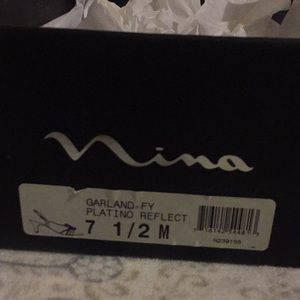 Nina
GARLAND-FY
PLATINO REFLECT
7 1/2 M